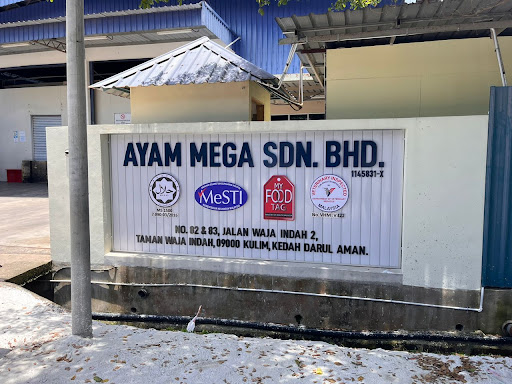 AYAM MEGA SDN. BHD.
1145831-X
MeSTI
MY
FOOD
TAG
MALAYSIA
NO. 82 & 83, JALAN WAJA INDAH 2,
TAMAN WAJA INDAH, 09000 KULIM, KEDAH DARUL AMAN.